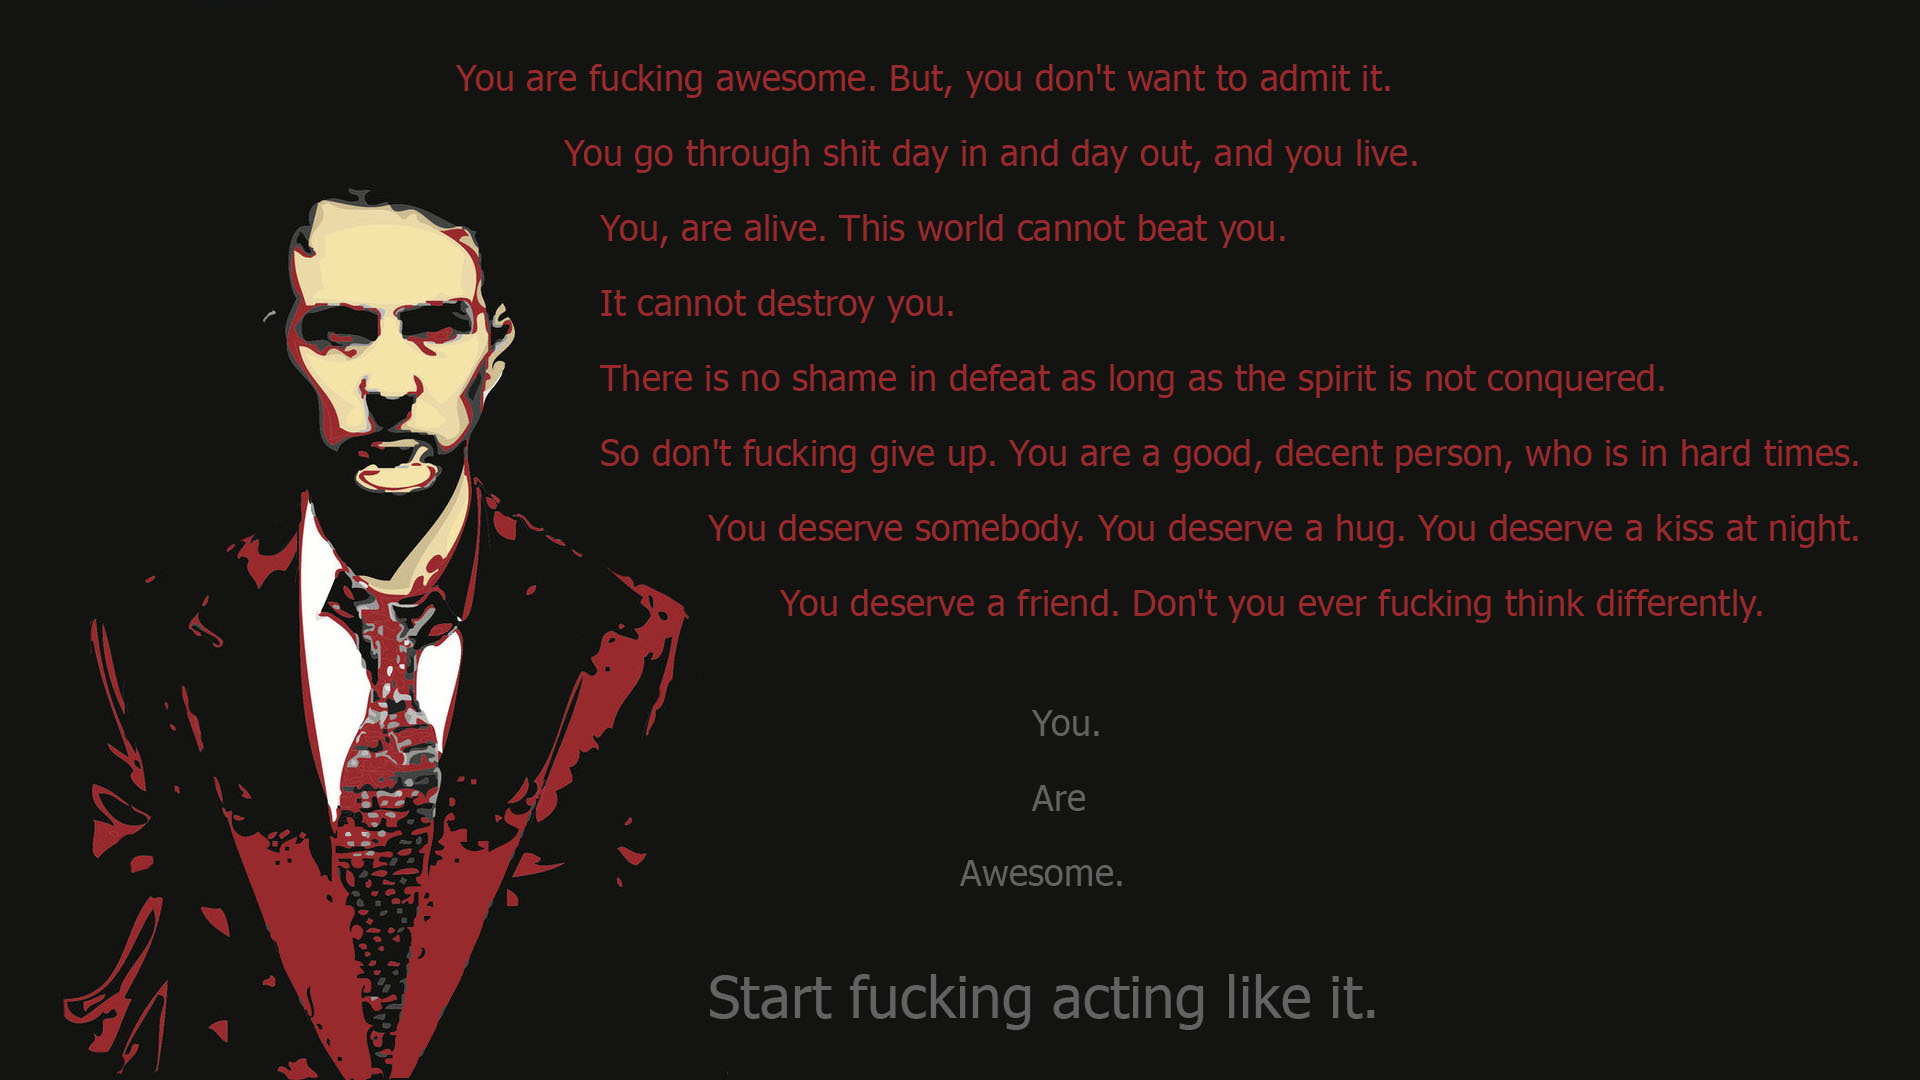 You are fucking awesome. But, you don't want to admit it.
You go through shit day in and day out, and you live.
You, are alive. This world cannot beat you.
It cannot destroy you.
There is no shame in defeat as long as the spirit is not conquered.
So don't fucking give up. You are a good, decent person, who is in hard times.
You deserve somebody. You deserve a hug. You deserve a kiss at night.
You deserve a friend. Don't you ever fucking think differently.
You.
Are
Awesome.
Start fucking acting like it.